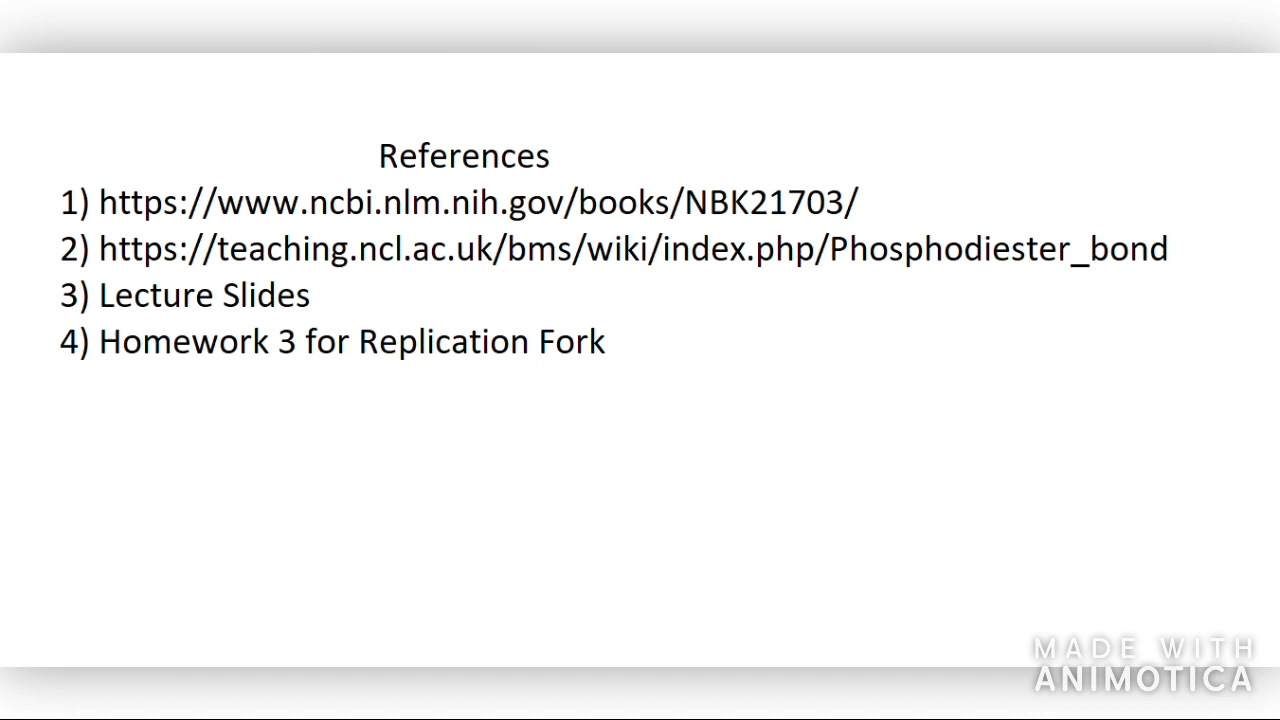 References
1) https://www.ncbi.nlm.nih.gov/books/NBK21703/
2) https://teaching.ncl.ac.uk/bms/wiki/index.php/Phosphodiester_bond
3) Lecture Slides
4) Homework 3 for Replication Fork
MADE WITH
ANIMOTICA